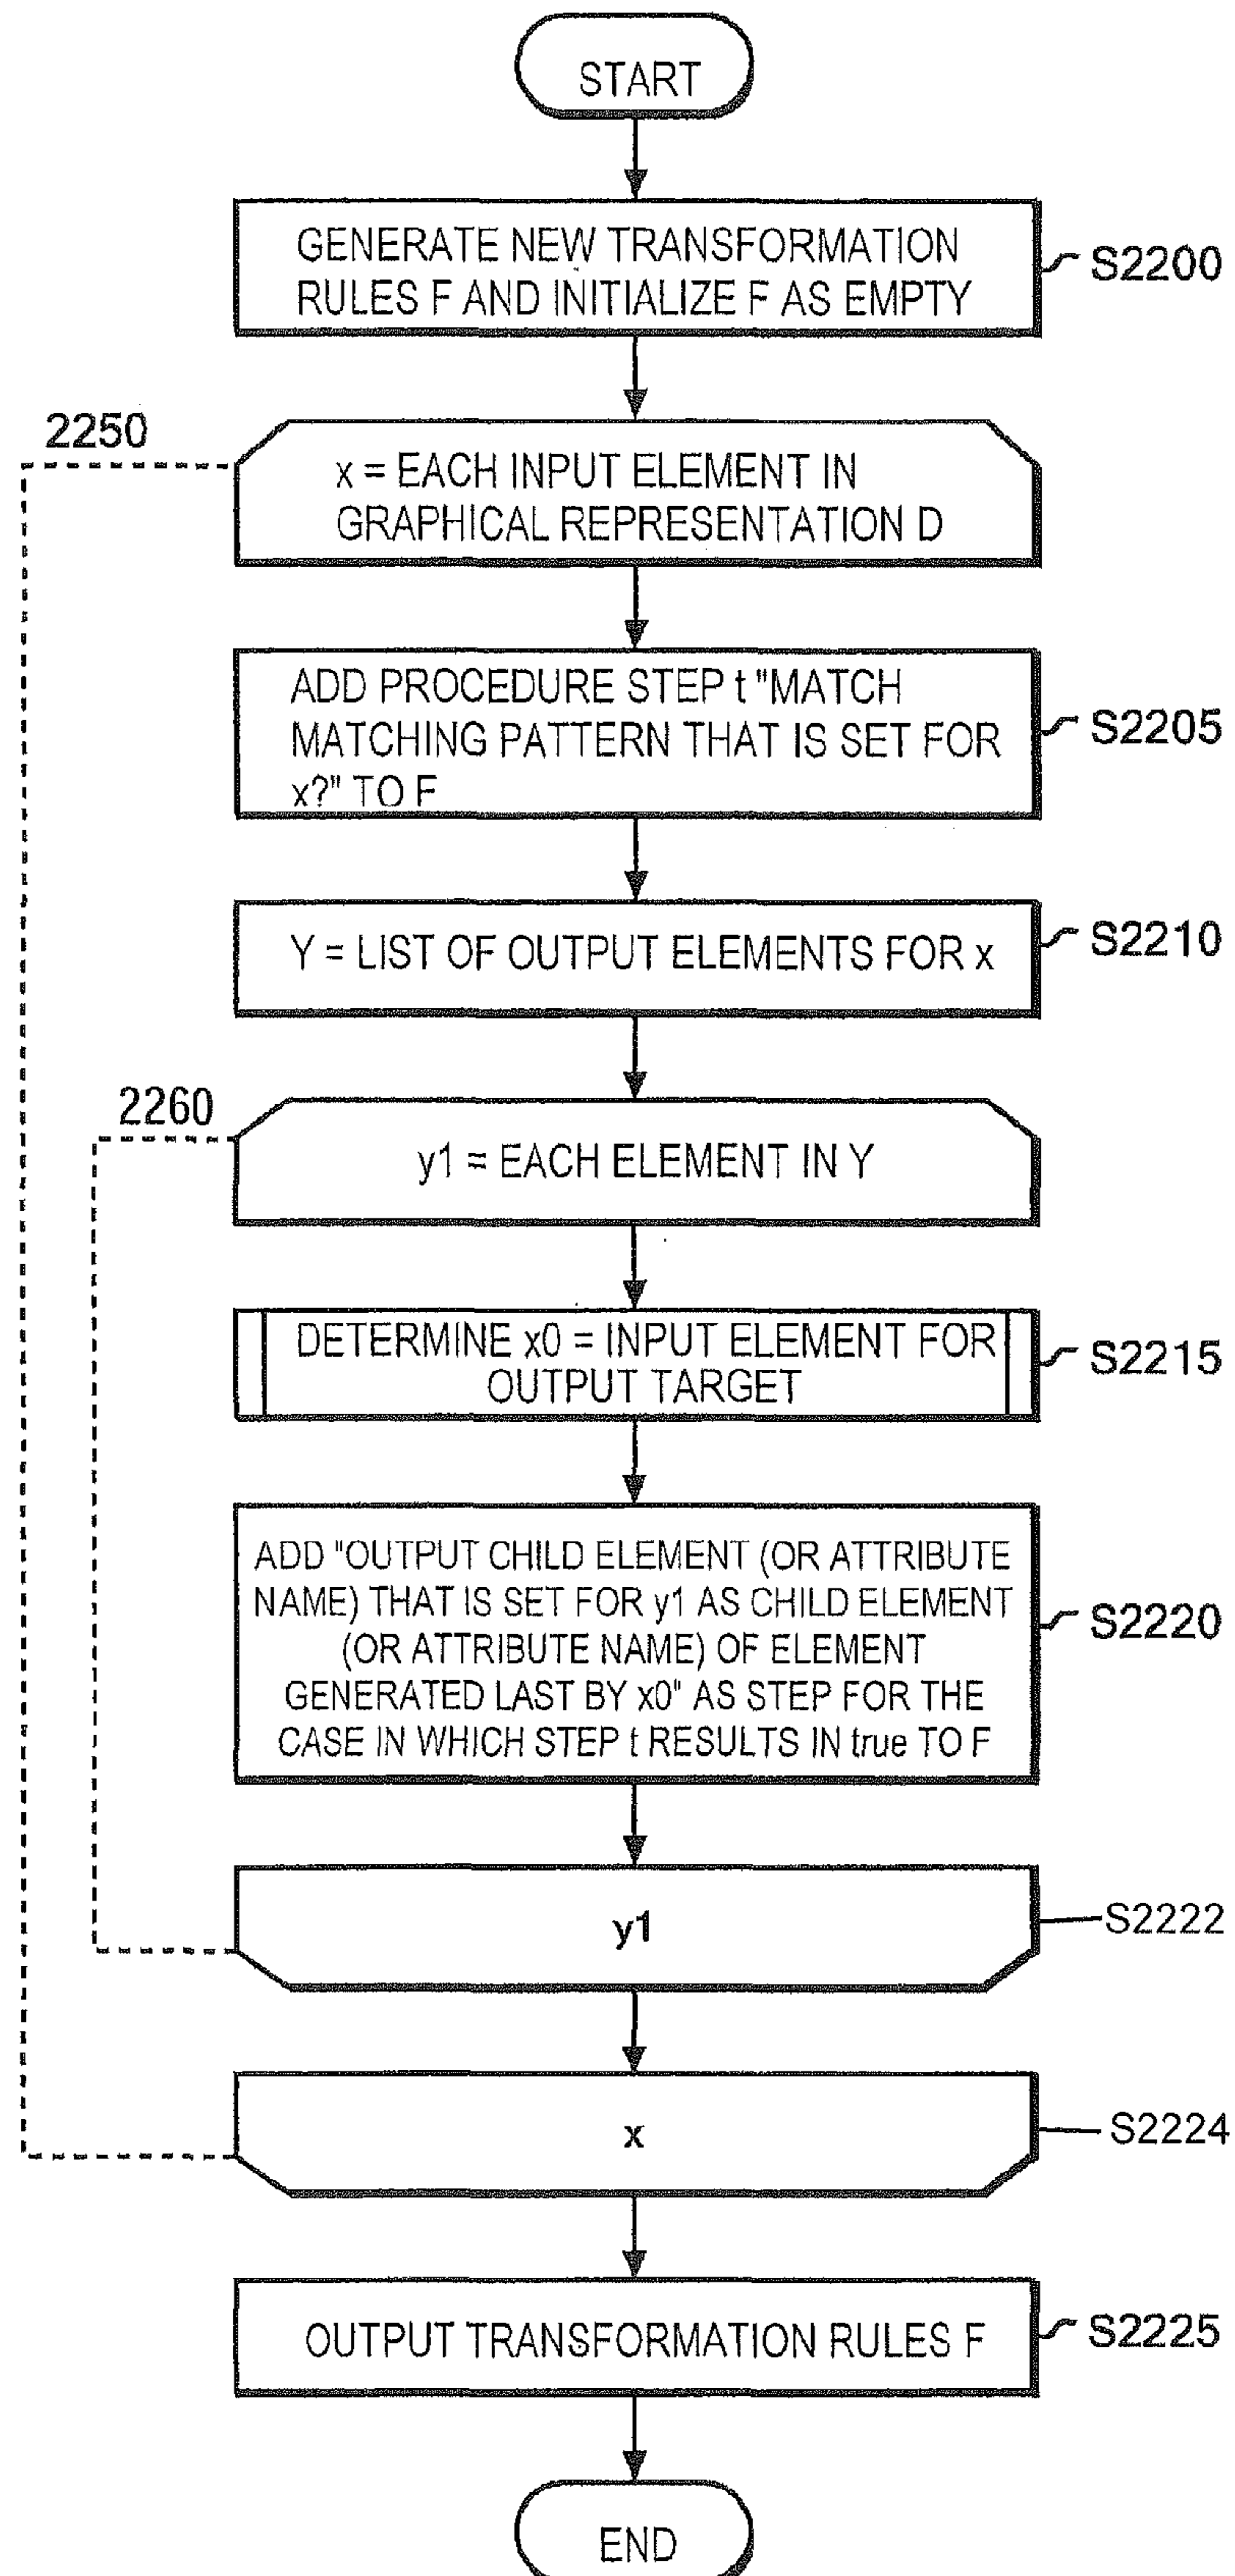 START
GENERATE NEW TRANSFORMATION
RULES F AND INITIALIZE F AS EMPTY
S2200
2250
x = EACH INPUT ELEMENT IN
GRAPHICAL REPRESENTATION D
ADD PROCEDURE STEP t "MATCH
MATCHING PATTERN THAT IS SET FOR
x?" TO F
S2205
Y = LIST OF OUTPUT ELEMENTS FOR x
S2210
2260
y1 = EACH ELEMENT IN Y
DETERMINE x0 = INPUT ELEMENT FOR
OUTPUT TARGET
S2215
ADD "OUTPUT CHILD ELEMENT (OR ATTRIBUTE
NAME) THAT IS SET FOR y1 AS CHILD ELEMENT
(OR ATTRIBUTE NAME) OF ELEMENT
GENERATED LAST BY x0" AS STEP FOR THE
CASE IN WHICH STEP t RESULTS IN true TO F
S2220
y1
S2222
x
S2224
OUTPUT TRANSFORMATION RULES F
S2225
END